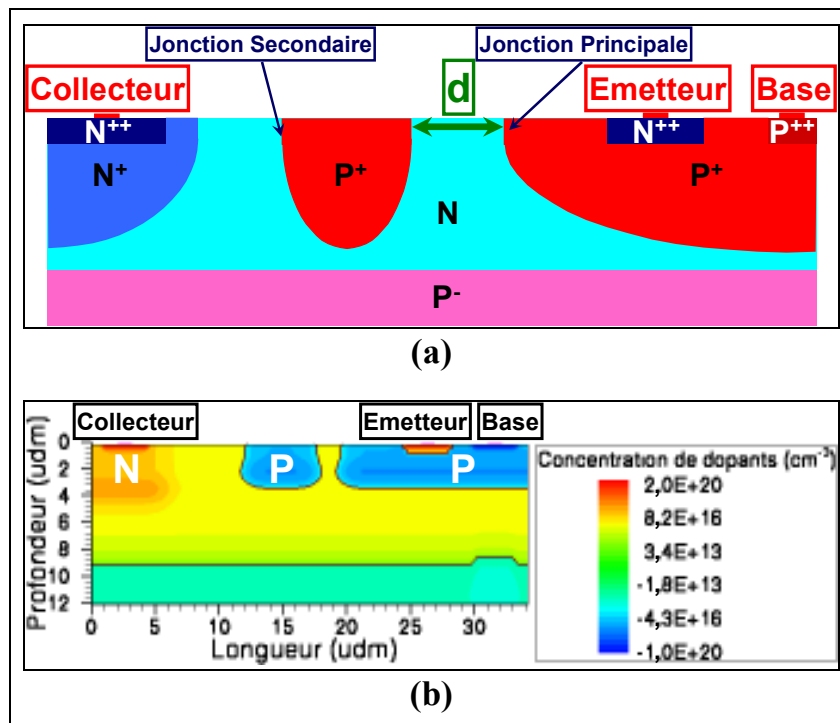 Jonction Secondaire
Jonction Principale
Collecteur
d
Emetteur
Base
N++
N++
P++
N+
P+
P+
N
P-
(a)
Collecteur
Emetteur
Base
Profondeur (udm)
0
2
4
6
8
10
12
N
P
P
0
5
10
15
20
25
30
Longueur (udm)
Concentration de dopants (cm-3)
2,0E+20
8,2E+16
3,4E+13
-1,8E+13
-4,3E+16
-1,0E+20
(b)